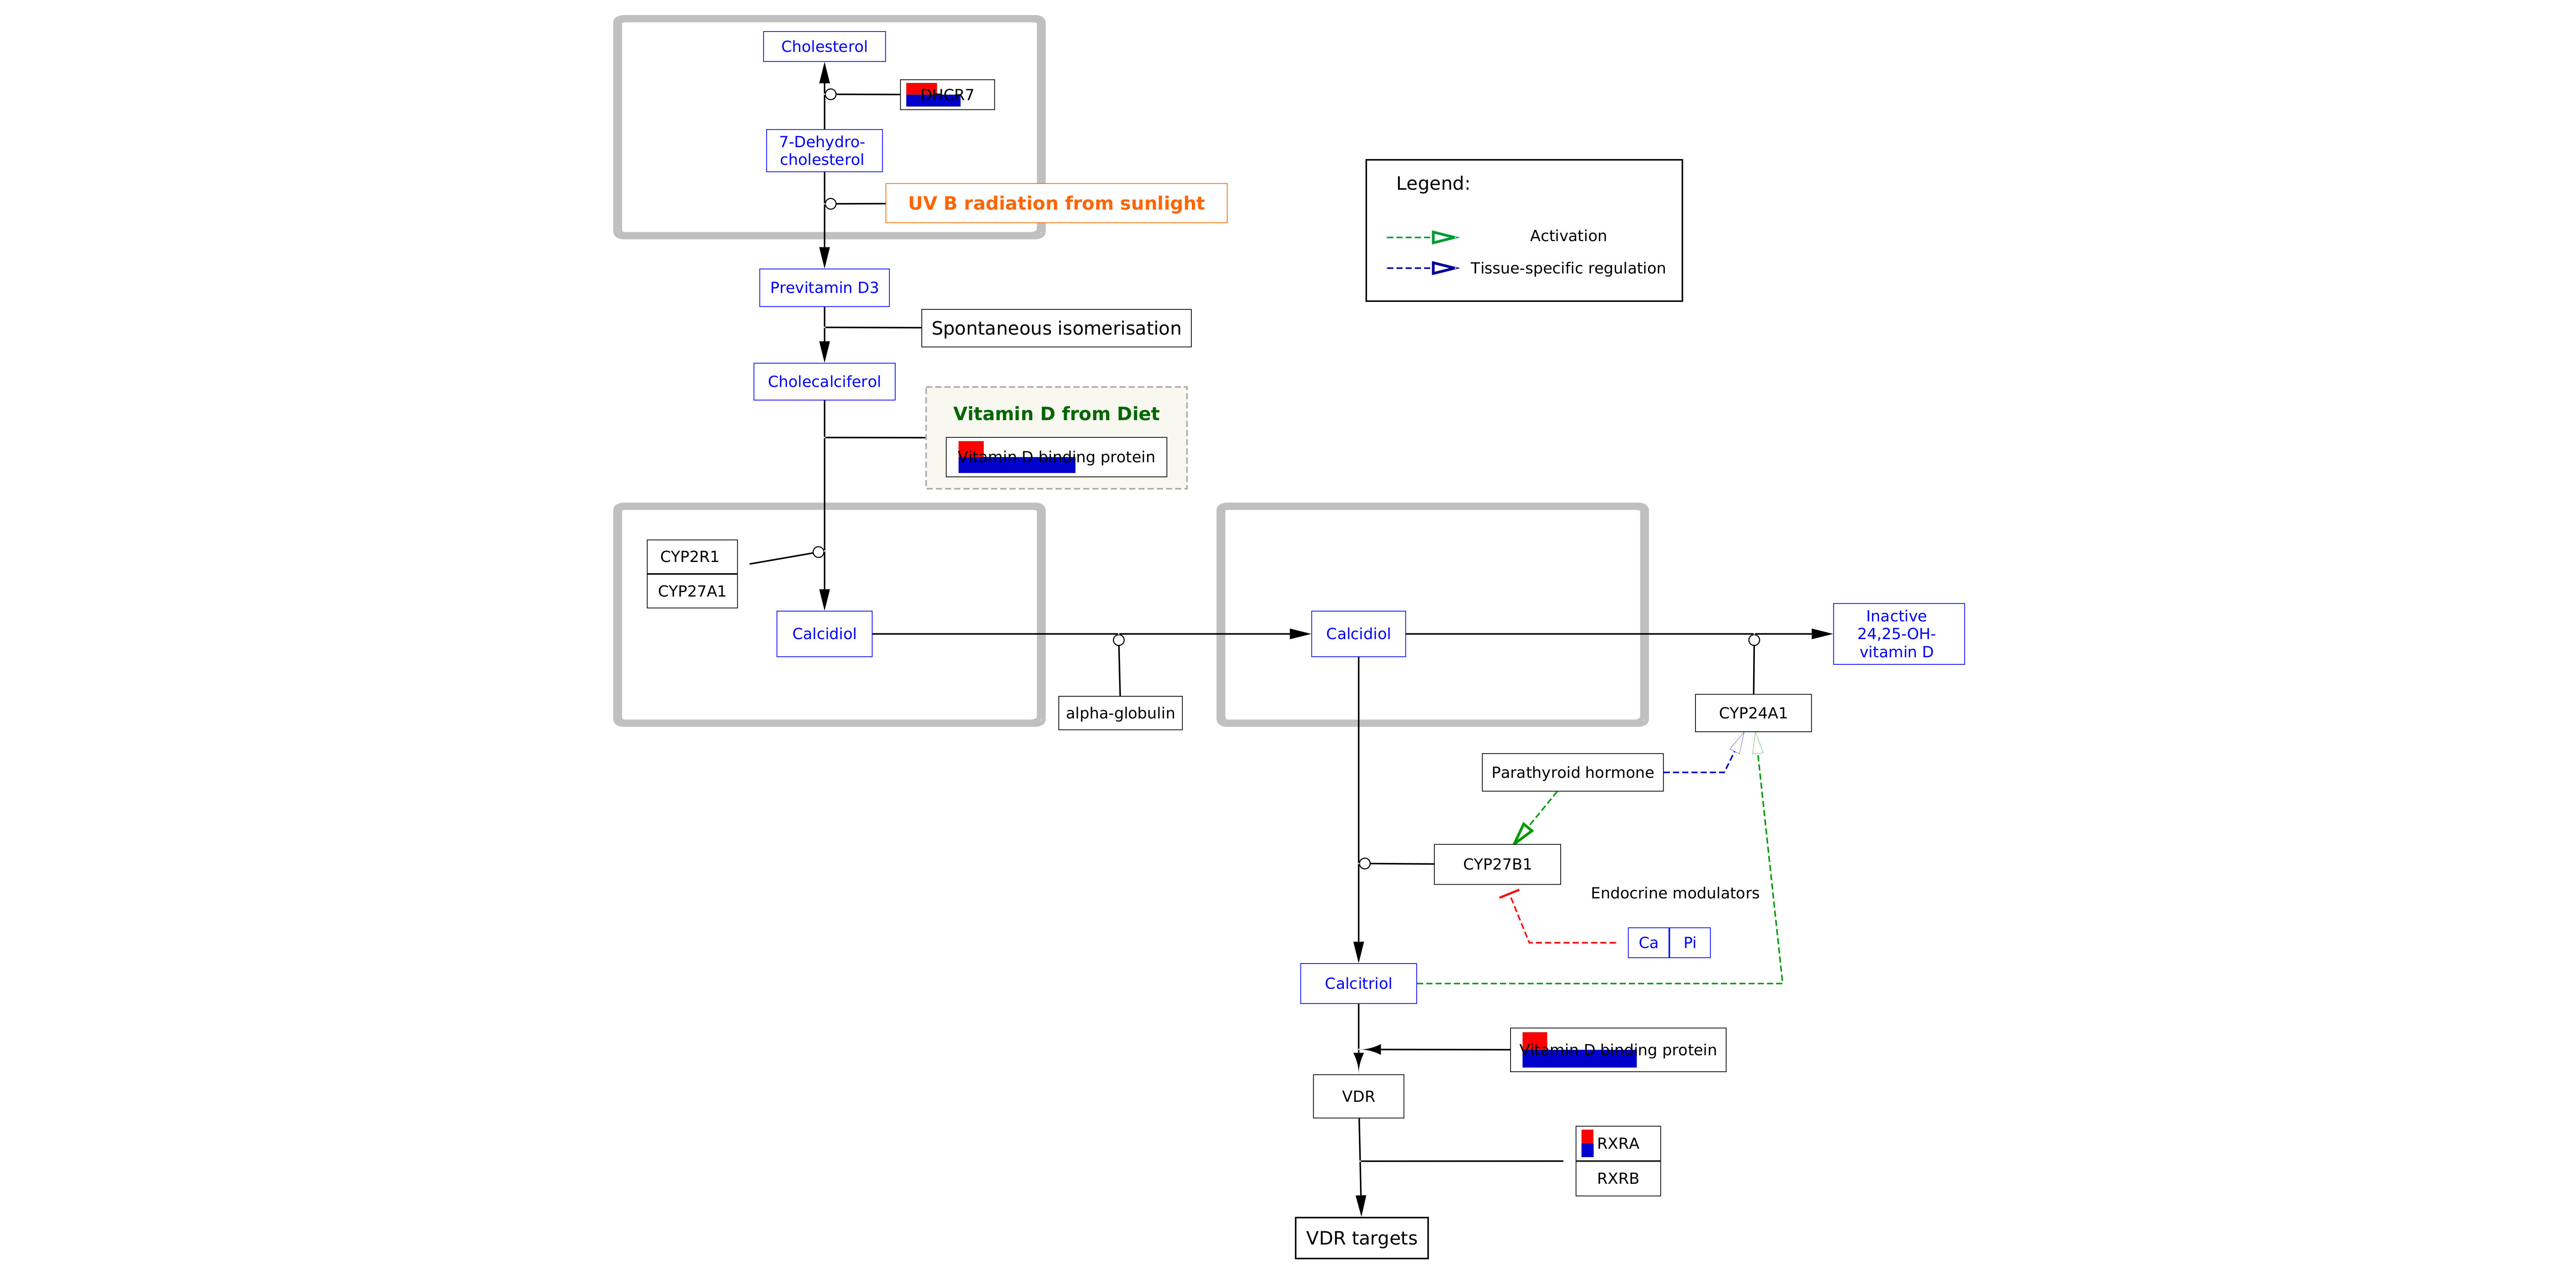 Cholesterol
DHCR7
7-Dehydro-
cholesterol
UV B radiation from sunlight
Legend:
Activation
Tissue-specific regulation
Previtamin D3
Spontaneous isomerisation
Cholecalciferol
Vitamin D from Diet
Vitamin D binding protein
CYP2R1
CYP27A1
Calcidiol
Calcidiol
Inactive
24,25-OH-
vitamin D
alpha-globulin
CYP24A1
Parathyroid hormone
CYP27B1
Endocrine modulators
Ca
Pi
Calcitriol
Vitamin D binding protein
VDR
RXRA
RXRB
VDR targets